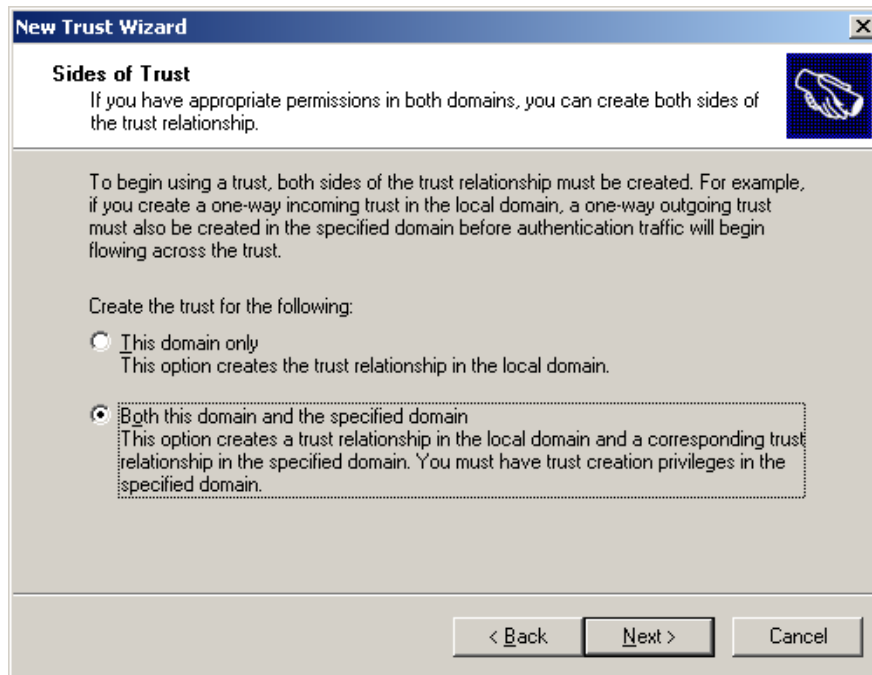 New Trust Wizard
Sides of Trust
If you have appropriate permissions in both domains, you can create both sides of
the trust relationship.
To begin using a trust, both sides of the trust relationship must be created. For example,
if you create a one-way incoming trust in the local domain, a one-way outgoing trust
must also be created in the specified domain before authentication traffic will begin
flowing across the trust.
Create the trust for the following:
This domain only
This option creates the trust relationship in the local domain.
Both this domain and the specified domain
This option creates a trust relationship in the local domain and a corresponding trust
relationship in the specified domain. You must have trust creation privileges in the
specified domain.
< Back Next > Cancel